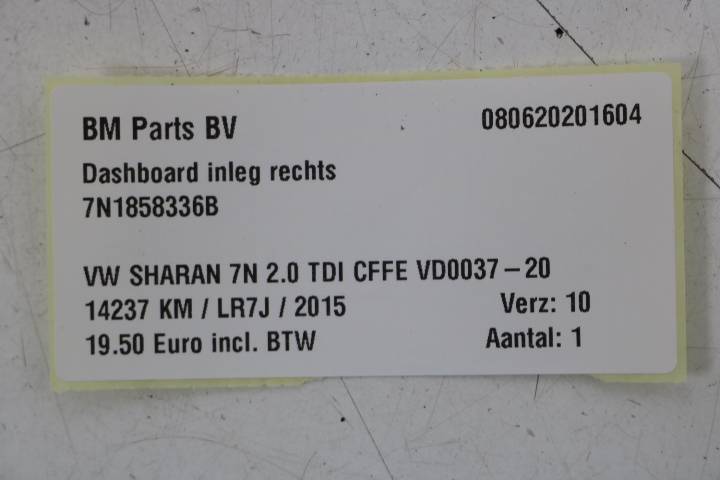 BM Parts BV 080620201604
Dashboard inleg rechts
7N1858336B
VW SHARAN 7N 2.0 TDI CFFE VD0037-20
14237 KM / LR7J / 2015 Verz: 10
19.50 Euro incl. BTW Aantal: 1